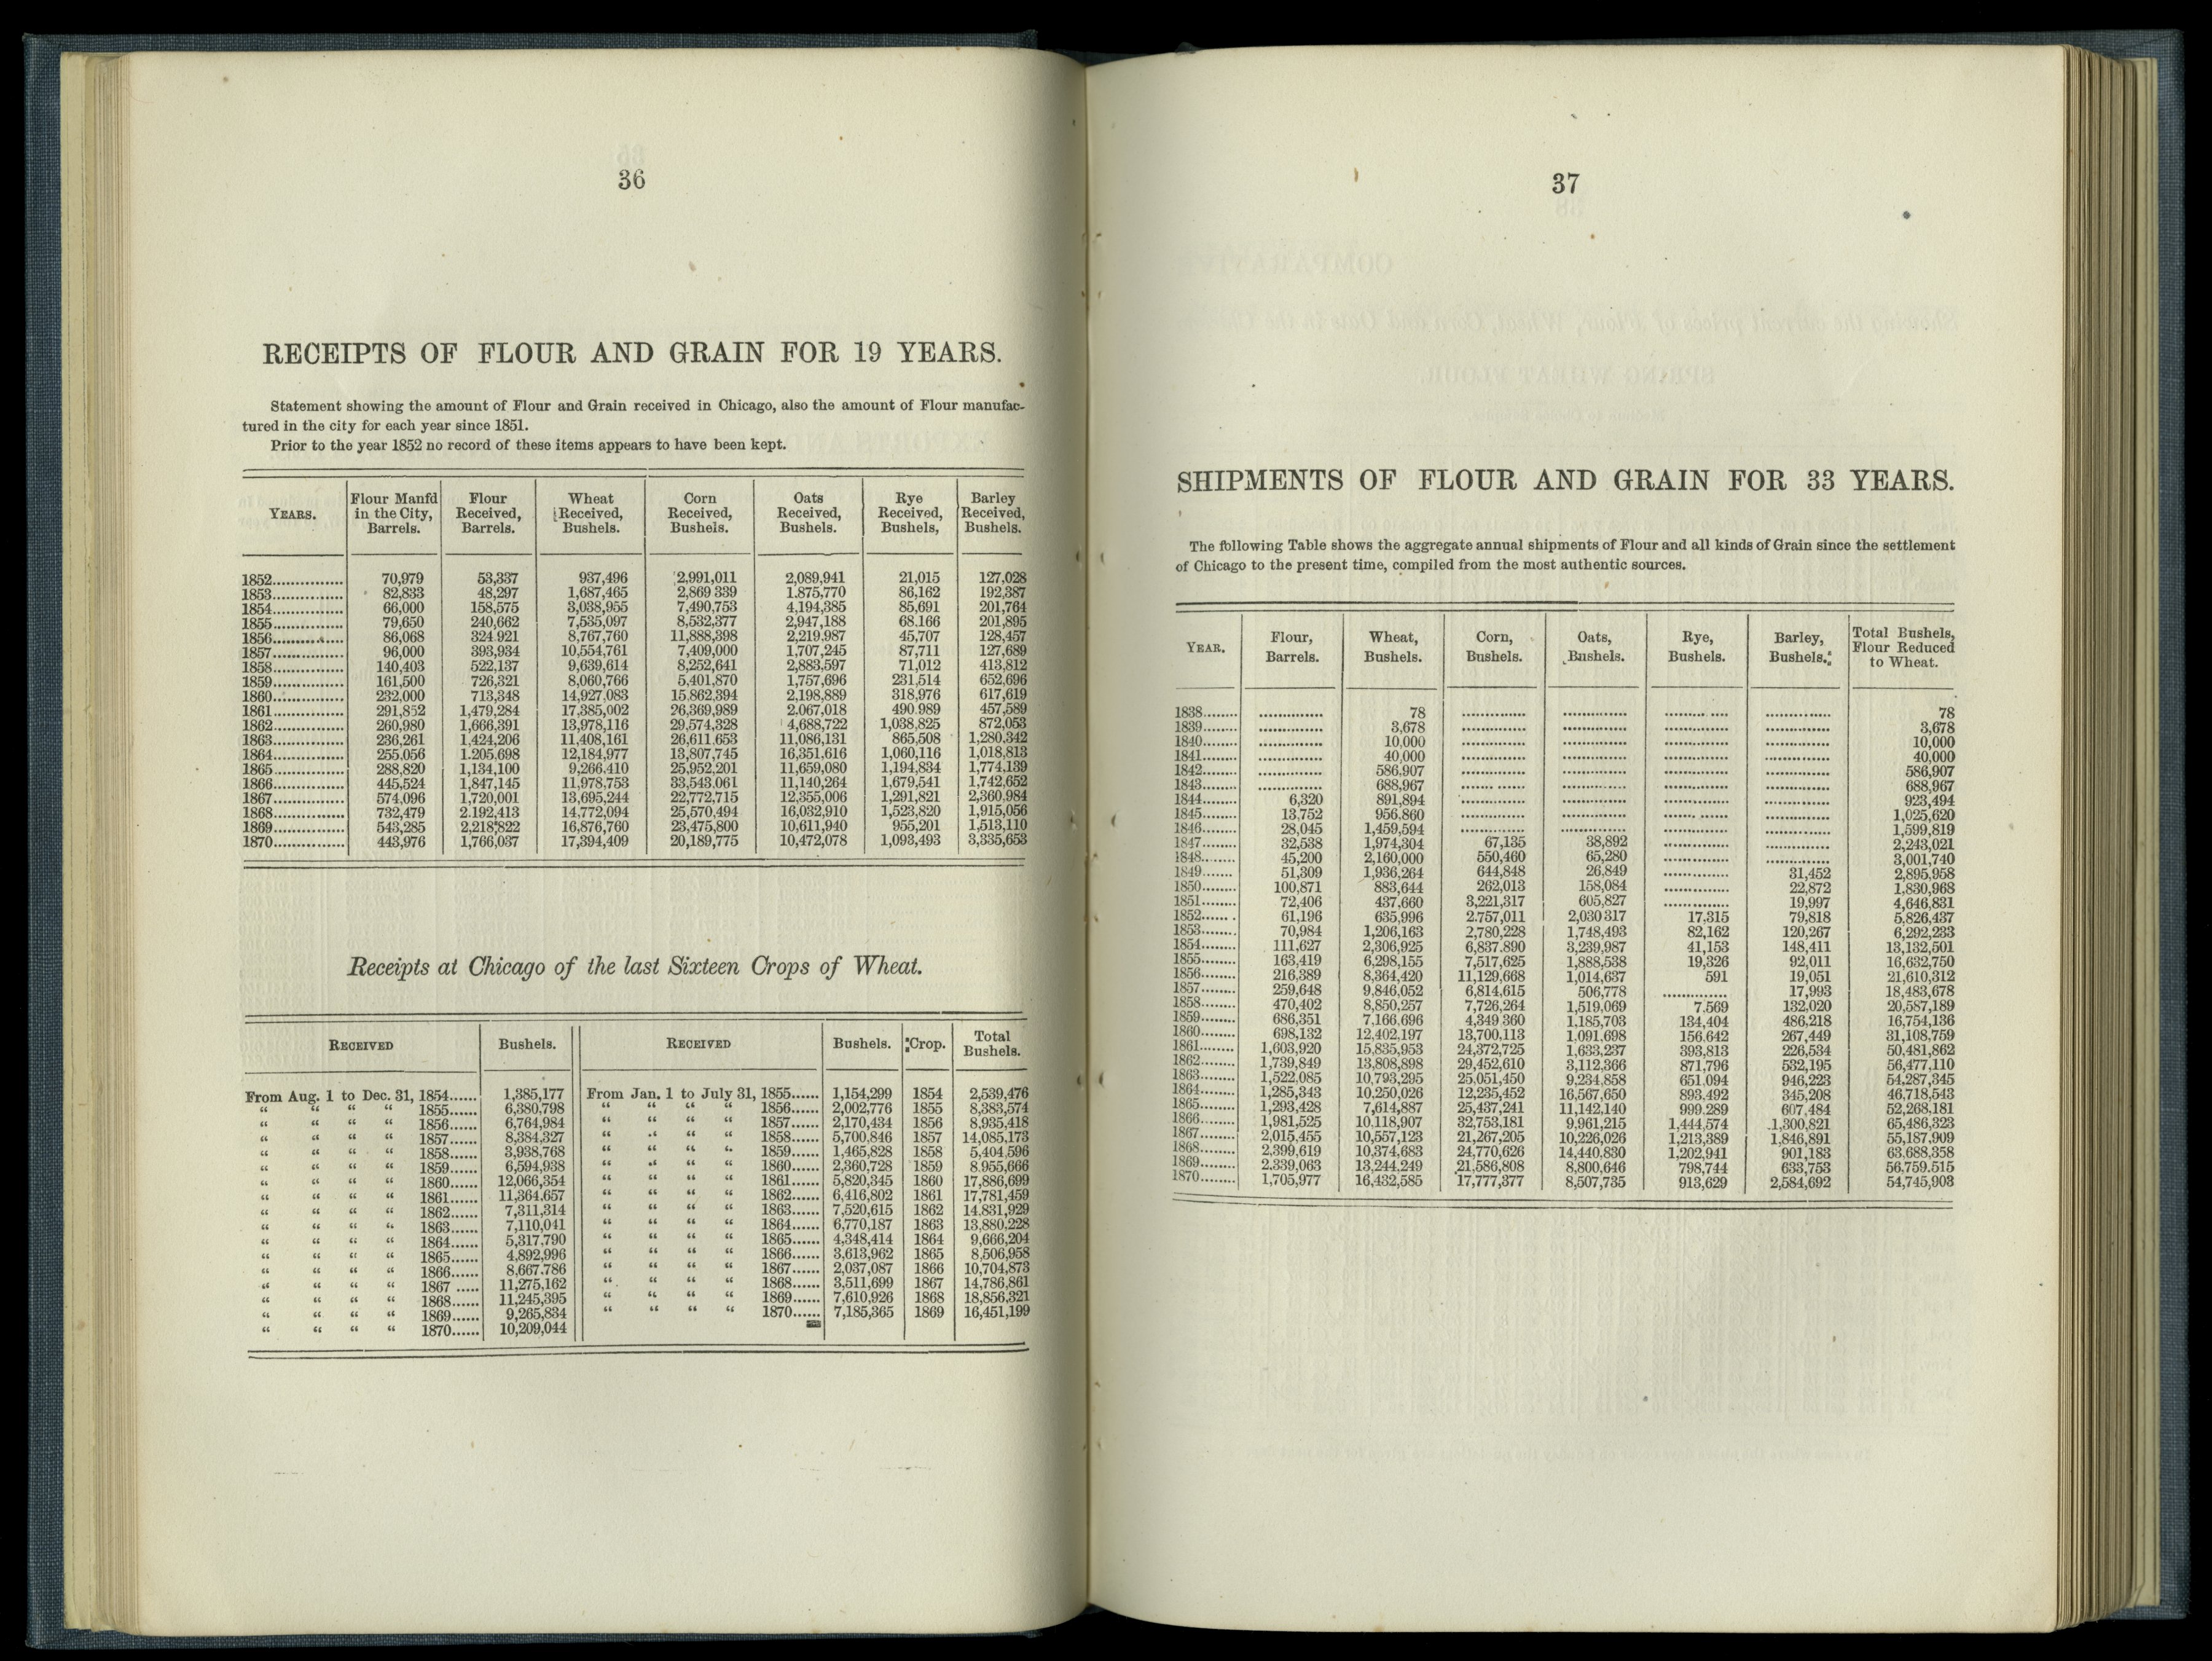 36
RECEIPTS OF FLOUR AND GRAIN FOR 19 YEARS.
Statement showing the amount of Flour and Grain received in Chicago, also the amount of Flour manufac-
tured in the city for each year since 1851.
Prior to the year 1852 no record of these items appears to have been kept.
YEARS. Flour Manfd in the City, Barrels. Flour Received, Barrels. Wheat Received, Bushels. Corn Received, Bushels. Oats Received, Bushels. Rye Received, Bushels, Barley Received, Bushels.
1852............... 70,979 53,337 937,496 2,991,011 2,089,941 21,015 127,028
1853............... 82,833 48,297 1,687,465 2,869 339 1.875,770 86,162 192,387
1854............... 66,000 158,575 3,038,955 7,490,753 4,194,385 85,691 201,764
1855............... 79,650 240,662 7,535,097 8,532,377 2,947,188 68.166 201,895
1856............... 86,068 324.921 8,767,760 11,888,398 2,219.987 45,707 128,457
1857............... 96,000 393,934 10,554,761 7,409,000 1,707,245 87,711 127,689
1858............... 140,403 522.137 9,639,614 8,252,641 2,883,597 71,012 413,812
1859............... 161,500 726,321 8,060,766 5,401,870 1,757,696 231,514 652,696
1860............... 232,000 713,348 14,927,083 15,862,394 2,198,889 318,976 617,619
1861............... 291,852 1,479,284 17,385,002 26,369,989 2.067,018 490.989 457,589
1862............... 260,980 1,666,391 13,978,116 29,574,328 4,688,722 1,038,825 872,053
1863............... 236,261 1,424,206 11,408,161 26,611.653 11,086,131 865,508 1,280,342
1864............... 255,056 1.205,698 12,184,977 13,807,745 16,351,616 1,060,116 1,018,813
1865............... 288,820 1,134,100 9,266.410 25,952,201 11,659,080 1,194,834 1,774,139
1866............... 445,524 1,847,145 11,978,753 33,543.061 11,140,264 1,679,541 1,742,652
1867............... 574,096 1,720,001 13,695,244 22,772,715 12,355,006 1,291,821 2,360.984
1868............... 732,479 2.192,413 14,772,094 25,570,494 16,032,910 1,523,820 1,915,056
1869............... 543,285 2,218,822 16,876,760 23,475,800 10,611,940 955,201 1,513,110
1870............... 443,976 1,766,037 17,394,409 20,189,775 10,472,078 1,093,493 3,335,653
Receipts at Chicago of the last Sixteen Crops of Wheat.
RECEIVED Bushels. RECEIVED Bushels. Crop. Total Bushels.
From Aug. 1 to Dec. 31, 1854...... 1,385,177 From Jan. 1 to July 31, 1855...... 1,154,299 1854 2,539,476
“ “ “ “ 1855...... 6,380,798 “ “ “ “ 1856...... 2,002,776 1855 8,383,574
“ “ “ “ 1856...... 6,764,984 “ “ “ “ 1857...... 2,170,434 1856 8,935,418
“ “ “ “ 1857...... 8,384,327 “ “ “ “ 1858...... 5,700.846 1857 14,085,173
“ “ “ “ 1858...... 3,938,768 “ “ “ “ 1859...... 1,465,828 1858 5,404,596
“ “ “ “ 1859...... 6,594,938 “ “ “ “ 1860...... 2,360,728 1859 8.955,666
“ “ “ “ 1860...... 12,066,354 “ “ “ “ 1861...... 5,820,345 1860 17,886,699
“ “ “ “ 1861...... 11,364.657 “ “ “ “ 1862...... 6,416,802 1861 17,781,459
“ “ “ “ 1862...... 7,311,314 “ “ “ “ 1863...... 7,520,615 1862 14.831,929
“ “ “ “ 1863...... 7,110,041 “ “ “ “ 1864...... 6,770,187 1863 13,880,228
“ “ “ “ 1864...... 5,317,790 “ “ “ “ 1865...... 4,348,414 1864 9,666,204
“ “ “ “ 1865...... 4,892,996 “ “ “ “ 1866...... 3,613,962 1865 8,506,958
“ “ “ “ 1866...... 8,667.786 “ “ “ “ 1867...... 2,037,087 1866 10,704,873
“ “ “ “ 1867 ..... 11,275,162 “ “ “ “ 1868...... 3,511,699 1867 14,786,861
“ “ “ “ 1868...... 11,245,395 “ “ “ “ 1869...... 7,610,926 1868 18,856,321
“ “ “ “ 1869...... 9,265,834 “ “ “ “ 1870...... 7,185,365 1869 16,451,199
“ “ “ “ 1870...... 10,209,044
37
SHIPMENTS OF FLOUR AND GRAIN FOR 33 YEARS.
The following Table shows the aggregate annual shipments of Flour and all kinds of Grain since the settlement
of Chicago to the present time, compiled from the most authentic sources.
YEAR. Flour, Barrels. Wheat, Bushels. Corn, Bushels. Oats, Bushels. Rye, Bushels. Barley, Bushels. Total Bushels, Flour Reduced to Wheat.
1838........ .............. 78 .............. .............. .............. .............. 78
1839........ .............. 3,678 .............. .............. .............. .............. 3,678
1840........ .............. 10,000 .............. .............. .............. .............. 10,000
1841........ .............. 40,000 .............. .............. .............. .............. 40,000
1842........ .............. 586,907 .............. .............. .............. .............. 586,907
1843........ .............. 688,967 .............. .............. .............. .............. 688,967
1844........ 6,320 891,894 .............. .............. .............. .............. 923,494
1845........ 13,752 956.860 .............. .............. .............. .............. 1,025,620
1846........ 28,045 1,459,594 .............. .............. .............. .............. 1,599,819
1847........ 32,538 1,974,304 67,135 38,892 .............. .............. 2,243,021
1848........ 45,200 2,160,000 550,460 65,280 .............. .............. 3,001,740
1849....... 51,309 1,936,264 644,848 26,849 .............. 31,452 2,895,958
1850........ 100,871 883,644 262,013 158,084 .............. 22,872 1,830,968
1851........ 72,406 437,660 3,221,317 605,827 .............. 19,997 4,646,831
1852...... . 61,196 635,996 2.757,011 2,030 317 17,315 79,818 5,826,437
1853........ 70,984 1,206,163 2,780,228 1,748,493 82,162 120,267 6,292,233
1854........ 111,627 2,306,925 6,837.890 3,239,987 41,153 148,411 13,132,501
1855........ 163,419 6,298,155 7,517,625 1,888,538 19,326 92,011 16,632,750
1856........ 216,389 8,364,420 11,129,668 1,014,637 591 19,051 21,610,312
1857........ 259,648 9,846,052 6,814,615 506,778 .............. 17,993 18,483,678
1858........ 470,402 8,850,257 7,726,264 1,519,069 7.569 132,020 20,587,189
1859........ 686,351 7,166,696 4,349 360 1,185,703 134,404 486,218 16,754,136
1860........ 698,132 12,402,197 13,700,113 1.091.698 156.642 267,449 31,108,759
1861........ 1,603,920 15,835,953 24,372,725 1,633,237 393,813 226,534 50,481,862
1862........ 1,739,849 13,808,898 29,452,610 3,112,366 871,796 532,195 56,477,110
1863........ 1,522,085 10,793,295 25,051,450 9,234,858 651.094 946,223 54,287,345
1864........ 1,285,343 10,250,026 12,235,452 16,567,650 893,492 345,208 46,718,543
1865........ 1,293,428 7,614,887 25,437,241 11,142,140 999.289 607,484 52,268,181
1866........ 1,981,525 10,118,907 32,753,181 9,961,215 1,444,574 1,300,821 65,486,323
1867........ 2,015,455 10,557,123 21,267,205 10,226,026 1,213,389 1,846,891 55,187,909
1868........ 2,399,619 10,374,683 24,770,626 14,440,830 1,202,941 901,183 63,688,358
1869........ 2.339,063 13,244,249 21,586,808 8,800,646 798,744 633,753 56,759.515
1870........ 1,705,977 16,432,585 17,777,377 8,507,735 913,629 2,584,692 54,745,903